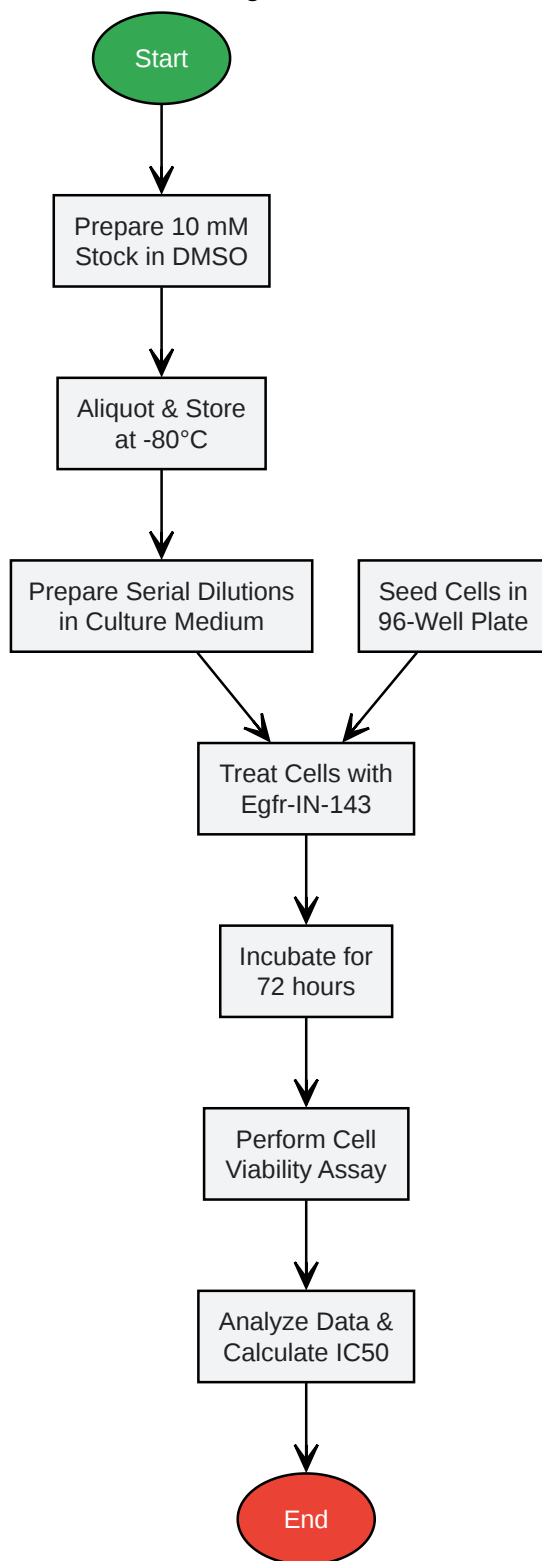 Start
Prepare 10 mM
Stock in DMSO
Aliquot & Store
at -80°C
Prepare Serial Dilutions
in Culture Medium
Seed Cells in
96-Well Plate
Treat Cells with
Egfr-IN-143
Incubate for
72 hours
Perform Cell
Viability Assay
Analyze Data &
Calculate IC50
End